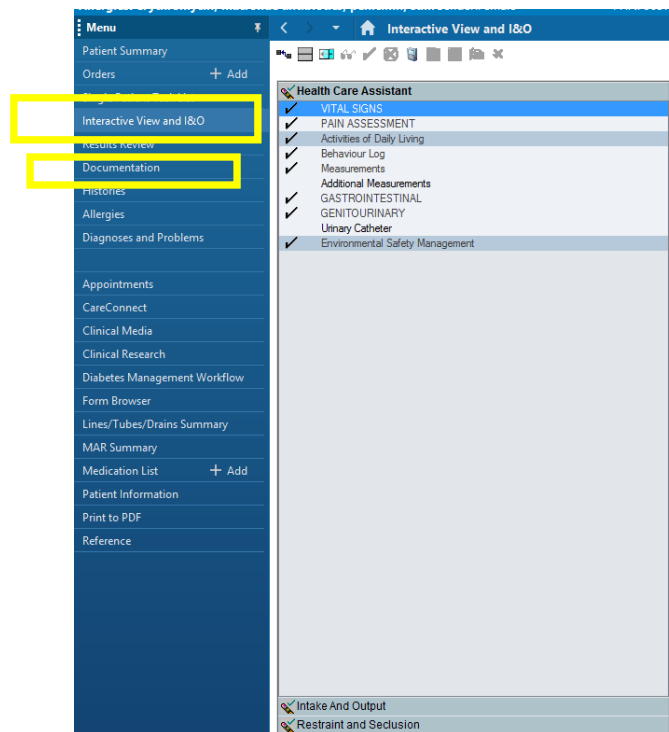 Menu
Interactive View and I&O
Patient Summary
Orders + Add
Interactive View and I&O
Results Review
Documentation
Histories
Allergies
Diagnoses and Problems
Appointments
CareConnect
Clinical Media
Clinical Research
Diabetes Management Workflow
Form Browser
Lines/Tubes/Drains Summary
MAR Summary
Medication List + Add
Patient Information
Print to PDF
Reference
Health Care Assistant
VITAL SIGNS
PAIN ASSESSMENT
Activities of Daily Living
Behaviour Log
Measurements
Additional Measurements
GASTROINTESTINAL
GENITOURINARY
Urinary Catheter
Environmental Safety Management
Intake And Output
Restraint and Seclusion